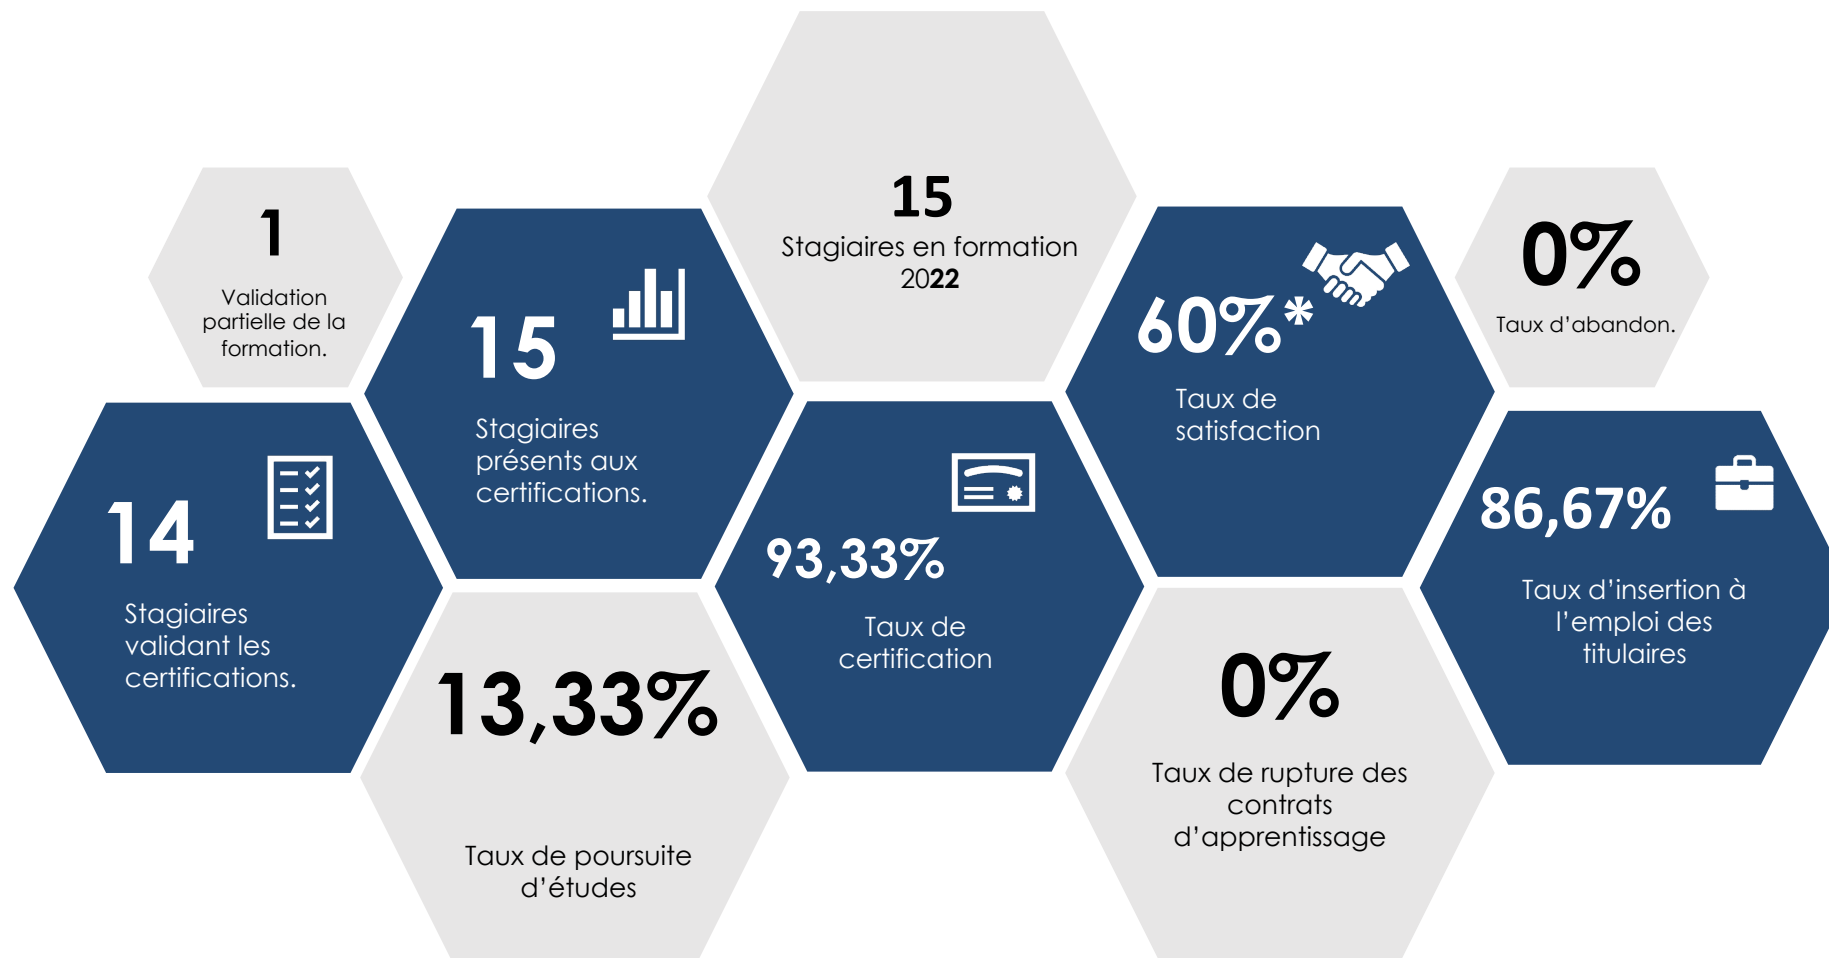 15
Stagiaires en formation
2022
1
Validation
partielle de la
formation.
15
Stagiaires
présents aux
certifications.
60%*
Taux de
satisfaction
0%
Taux d’abandon.
14
Stagiaires
validant les
certifications.
93,33%
Taux de
certification
86,67%
Taux d’insertion à
l’emploi des
titulaires
13,33%
Taux de poursuite
d’études
0%
Taux de rupture des
contrats
d’apprentissage